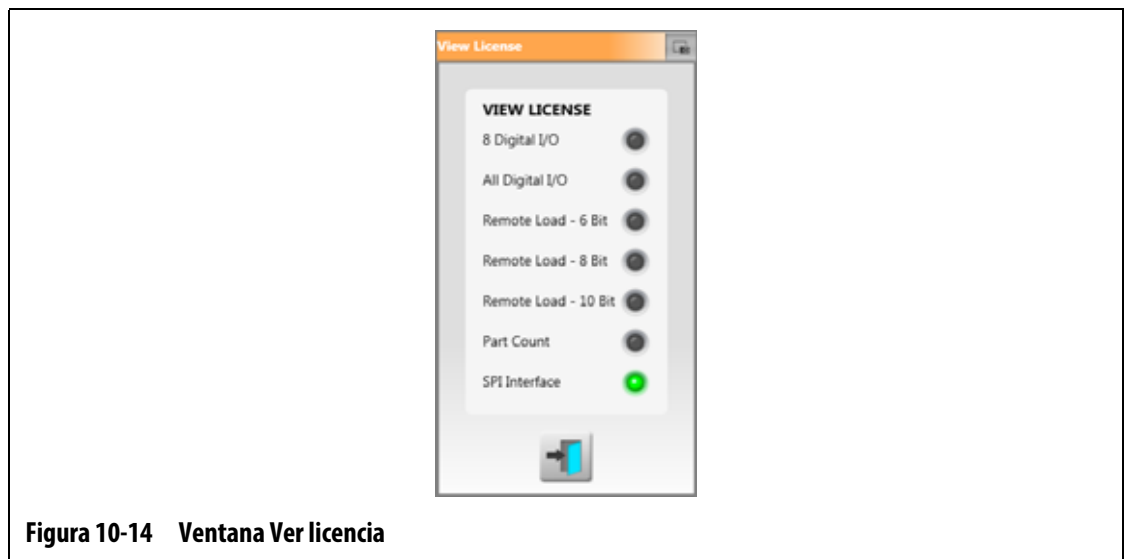 View License
VIEW LICENSE
8 Digital I/O
All Digital I/O
Remote Load - 6 Bit
Remote Load - 8 Bit
Remote Load - 10 Bit
Part Count
SPI Interface
Figura 10-14 Ventana Ver licencia